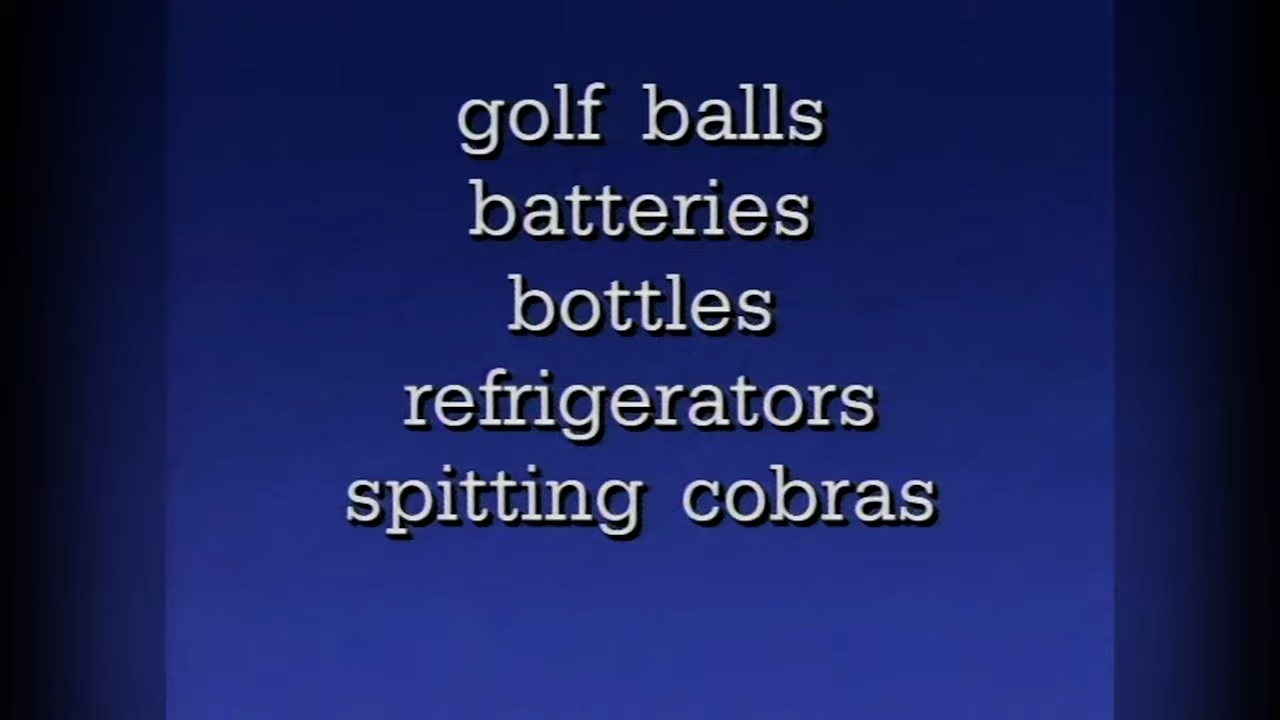 golf balls
batteries
bottles
refrigerators
spitting cobras